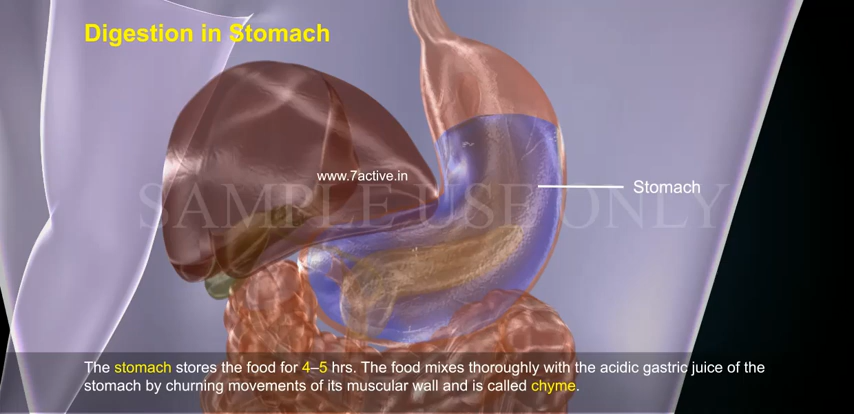 Digestion in Stomach
www.7active.in
SAMPLE USE ONLY
Stomach
The stomach stores the food for 4–5 hrs. The food mixes thoroughly with the acidic gastric juice of the
stomach by churning movements of its muscular wall and is called chyme.